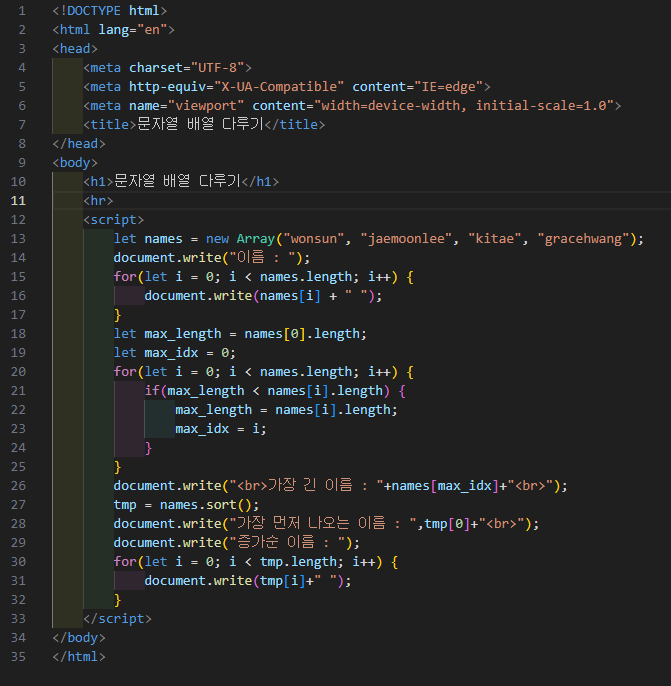 1 <!DOCTYPE html>
2 <html lang="en">
3 <head>
4     <meta charset="UTF-8">
5     <meta http-equiv="X-UA-Compatible" content="IE=edge">
6     <meta name="viewport" content="width=device-width, initial-scale=1.0">
7     <title>문자열 배열 다루기</title>
8 </head>
9 <body>
10     <h1>문자열 배열 다루기</h1>
11     <hr>
12     <script>
13         let names = new Array("wonsun", "jaemoonlee", "kitae", "gracehwang");
14         document.write("이름 : ");
15         for(let i = 0; i < names.length; i++) {
16             document.write(names[i] + " ");
17         }
18         let max_length = names[0].length;
19         let max_idx = 0;
20         for(let i = 0; i < names.length; i++) {
21             if(max_length < names[i].length) {
22                 max_length = names[i].length;
23                 max_idx = i;
24             }
25         }
26         document.write("<br>가장 긴 이름 : "+names[max_idx]+"<br>");
27         tmp = names.sort();
28         document.write("가장 먼저 나오는 이름 : ",tmp[0]+"<br>");
29         document.write("증가순 이름 : ");
30         for(let i = 0; i < tmp.length; i++) {
31             document.write(tmp[i]+" ");
32         }
33     </script>
34 </body>
35 </html>